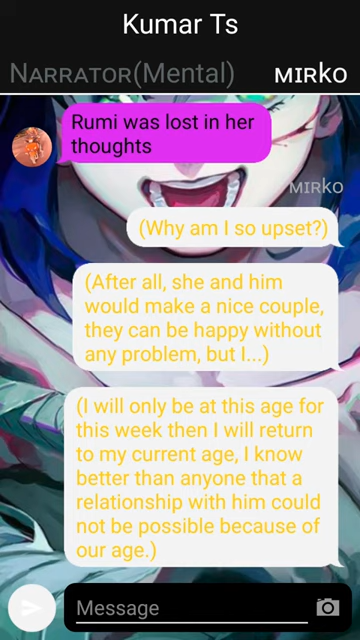 Kumar Ts
Narrator(Mental) MIRKO
Rumi was lost in her
thoughts
MIRKO
(Why am I so upset?)
(After all, she and him
would make a nice couple,
they can be happy without
any problem, but I...)
(I will only be at this age for
this week then I will return
to my current age, I know
better than anyone that a
relationship with him could
not be possible because of
our age.)
Message